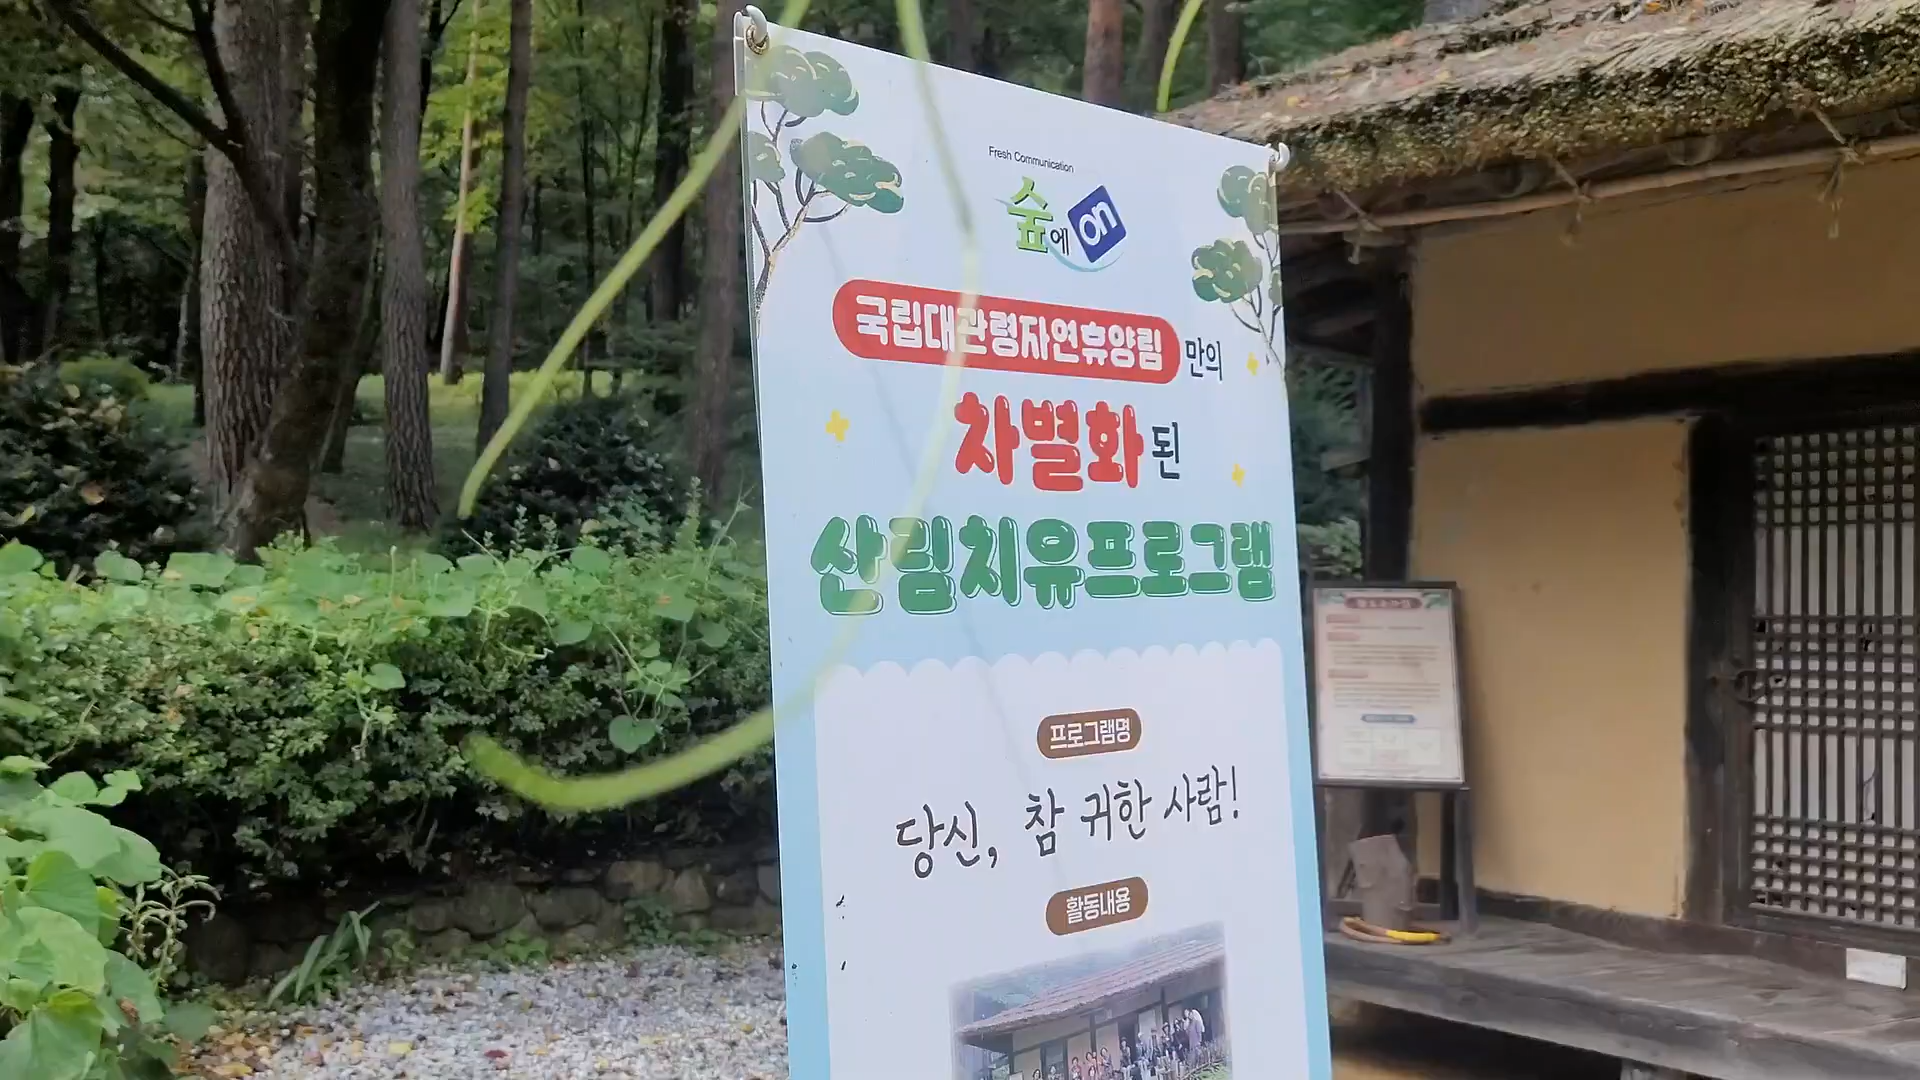 Fresh Communication
숲에 on
국립대관령자연휴양림 만의
차별화 된
산림치유프로그램
프로그램명
당신, 참 귀한 사람!
활동내용